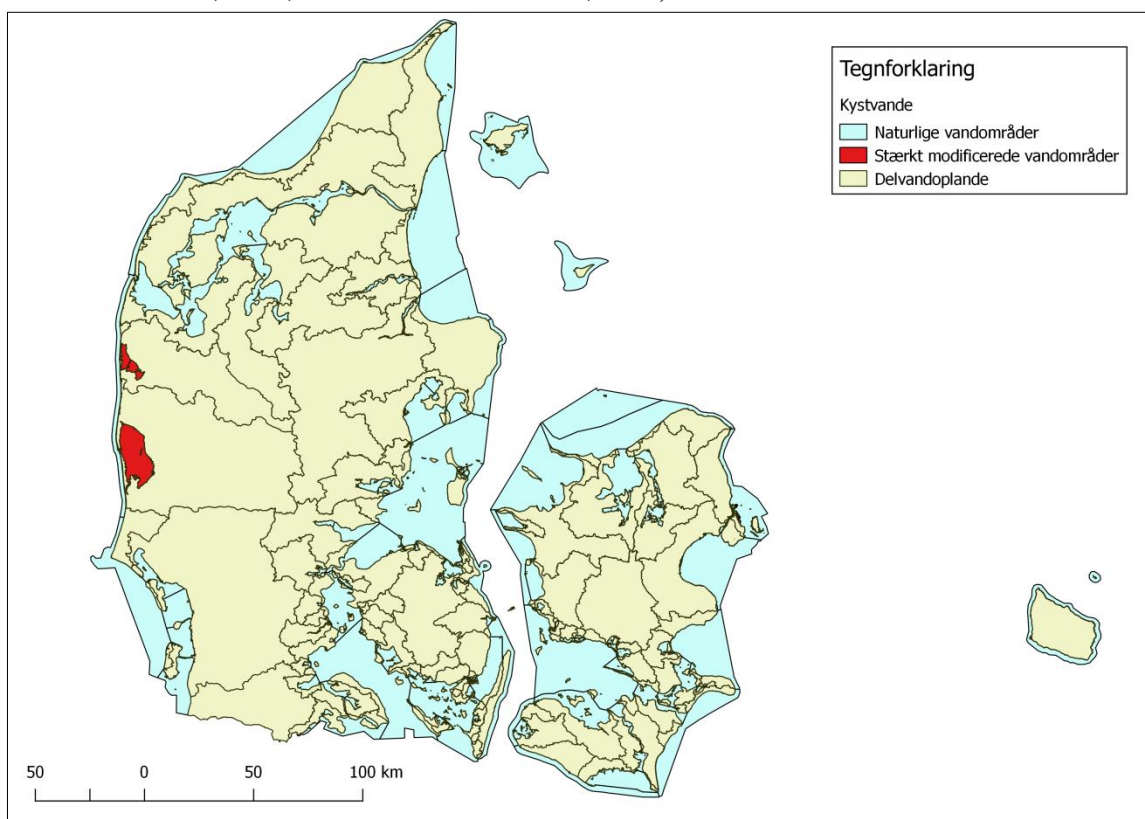 Tegnforklaring
Kystvande
Naturlige vandområder
Stærkt modificerede vandområder
Delvandoplande
50 0 50 100 km